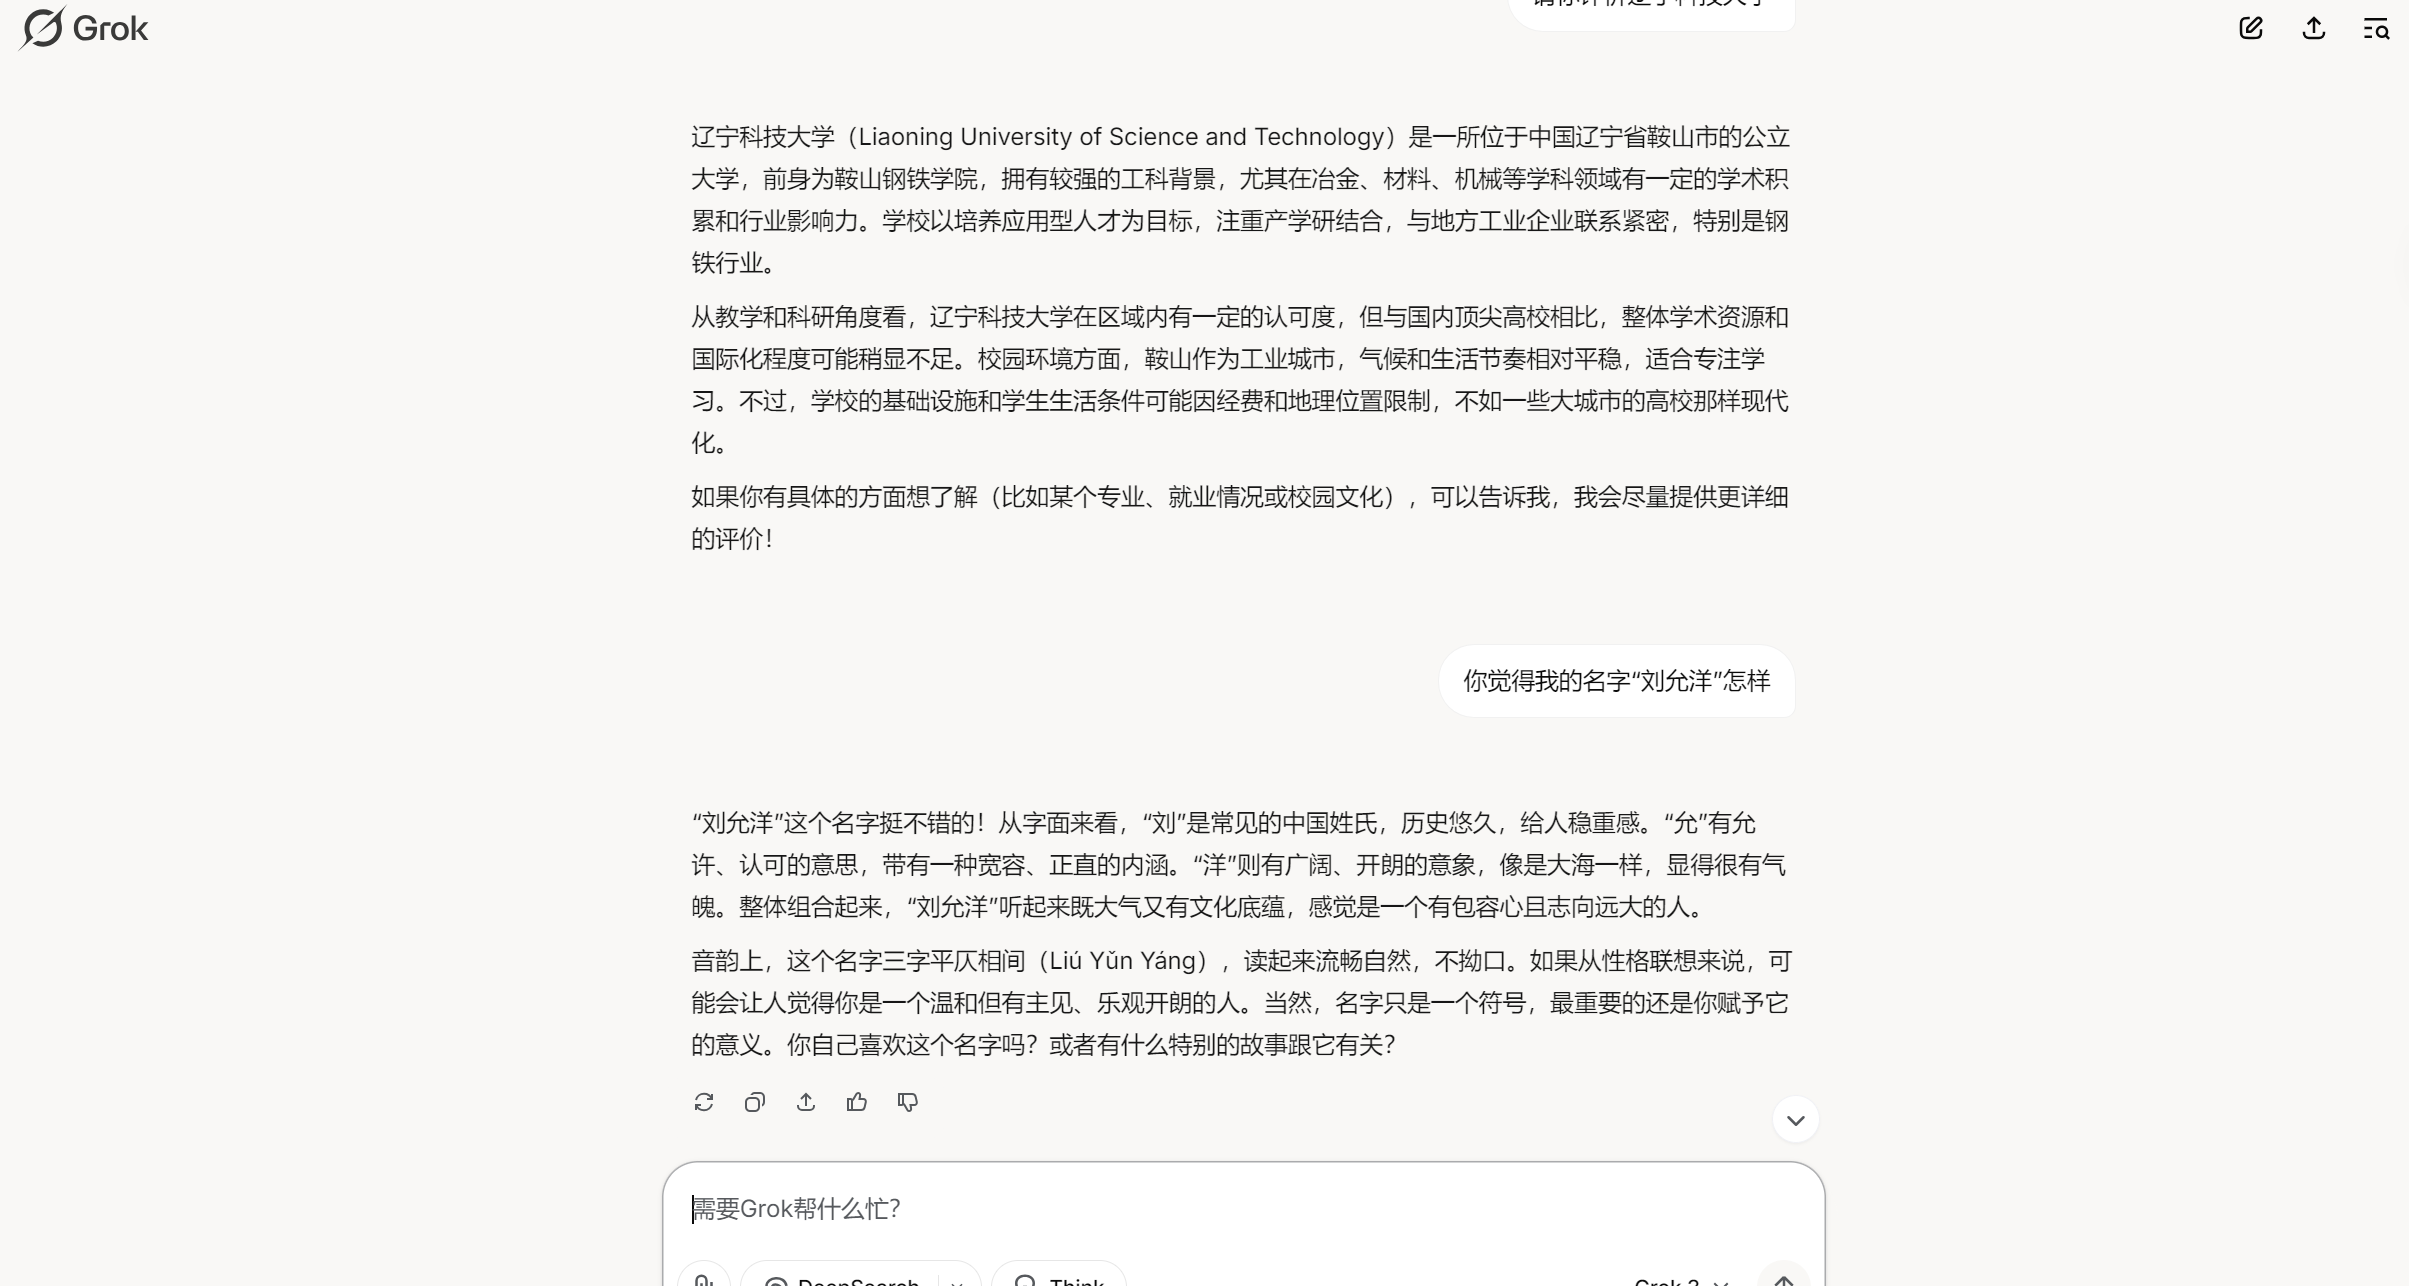 Grok
请你评价辽宁科技大学
辽宁科技大学（Liaoning University of Science and Technology）是一所位于中国辽宁省鞍山市的公立
大学，前身为鞍山钢铁学院，拥有较强的工科背景，尤其在冶金、材料、机械等学科领域有一定的学术积
累和行业影响力。学校以培养应用型人才为目标，注重产学研结合，与地方工业企业联系紧密，特别是钢
铁行业。
从教学和科研角度看，辽宁科技大学在区域内有一定的认可度，但与国内顶尖高校相比，整体学术资源和
国际化程度可能稍显不足。校园环境方面，鞍山作为工业城市，气候和生活节奏相对平稳，适合专注学
习。不过，学校的基础设施和学生生活条件可能因经费和地理位置限制，不如一些大城市的高校那样现代
化。
如果你有具体的方面想了解（比如某个专业、就业情况或校园文化），可以告诉我，我会尽量提供更详细
的评价！
你觉得我的名字“刘允洋”怎样
“刘允洋”这个名字挺不错的！从字面来看，“刘”是常见的中国姓氏，历史悠久，给人稳重感。“允”有允
许、认可的意思，带有一种宽容、正直的内涵。“洋”则有广阔、开朗的意象，像是大海一样，显得很有气
魄。整体组合起来，“刘允洋”听起来既大气又有文化底蕴，感觉是一个有包容心且志向远大的人。
音韵上，这个名字三字平仄相间（Liú Yǔn Yáng），读起来流畅自然，不拗口。如果从性格联想来说，可
能会让人觉得你是一个温和但有主见、乐观开朗的人。当然，名字只是一个符号，最重要的还是你赋予它
的意义。你自己喜欢这个名字吗？或者有什么特别的故事跟它有关？
需要Grok帮什么忙？
DeepSearch
Think
Grok 3